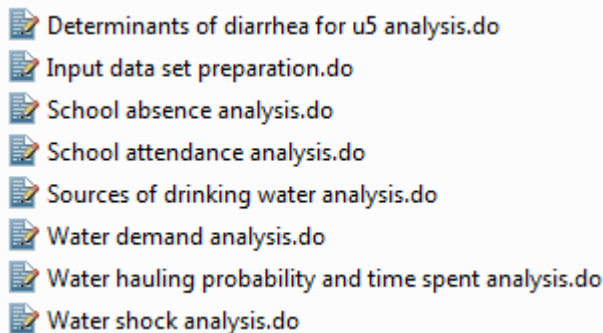 Determinants of diarrhea for u5 analysis.do
Input data set preparation.do
School absence analysis.do
School attendance analysis.do
Sources of drinking water analysis.do
Water demand analysis.do
Water hauling probability and time spent analysis.do
Water shock analysis.do